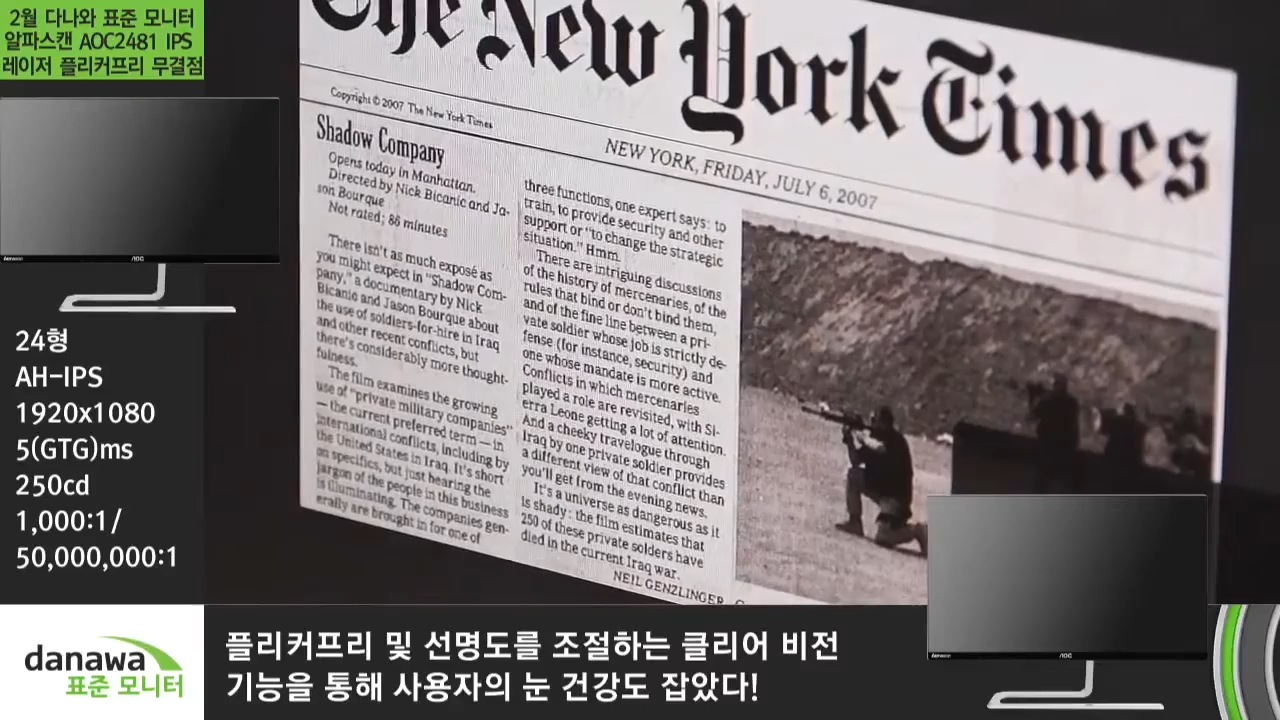 2월 다나와 표준 모니터
알파스캔 AOC2481 IPS
레이저 플리커프리 무결점
24형
AH-IPS
1920x1080
5(GTG)ms
250cd
1,000:1/
50,000,000:1
The New York Times
Copyright © 2007 The New York Times
NEW YORK, FRIDAY, JULY 6, 2007
Shadow Company
Opens today in Manhattan.
Directed by Nick Bicanic and Ja-
son Bourque
Not rated; 86 minutes
There isn't as much exposé as
you might expect in "Shadow Com-
pany," a documentary by Nick
Bicanic and Jason Bourque about
the use of soldiers-for-hire in Iraq
and other recent conflicts, but
there's considerably more thought-
fulness.
The film examines the growing
use of "private military companies"
— the current preferred term — in
international conflicts, including by
the United States in Iraq. It's short
on specifics, but just hearing the
jargon of the people in this business
is illuminating. The companies gen-
erally are brought in for one of
three functions, one expert says: to
train, to provide security and other
support or "to change the strategic
situation." Hmm.
There are intriguing discussions
of the history of mercenaries, of the
rules that bind or don't bind them,
and of the fine line between a pri-
vate soldier whose job is strictly de-
fense (for instance, security) and
one whose mandate is more active.
Conflicts in which mercenaries
played a role are revisited, with Si-
erra Leone getting a lot of attention.
And a cheeky travelogue through
Iraq by one private soldier provides
a different view of that conflict than
you'll get from the evening news.
It's a universe as dangerous as it
is shady: the film estimates that
250 of these private solders have
died in the current Iraq war.
NEIL GENZLINGER
AOC
AOC
danawa
표준 모니터
플리커프리 및 선명도를 조절하는 클리어 비전
기능을 통해 사용자의 눈 건강도 잡았다!